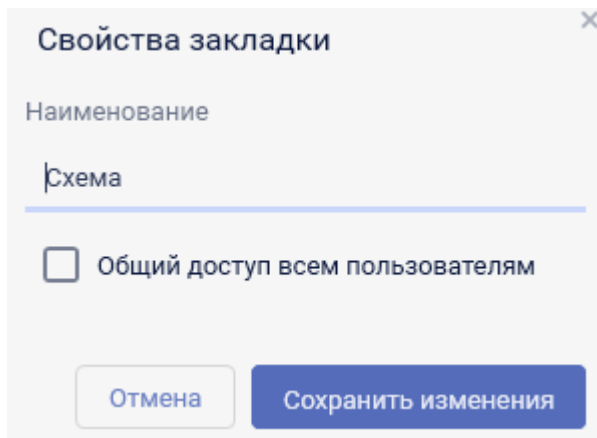 Свойства закладки
Наименование
Схема
Общий доступ всем пользователям
Отмена
Сохранить изменения